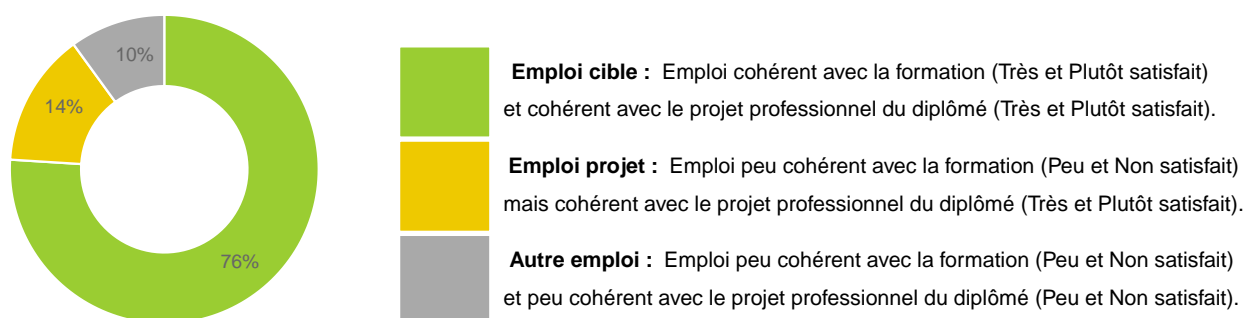 10%
14%
76%
Emploi cible : Emploi cohérent avec la formation (Très et Plutôt satisfait)
et cohérent avec le projet professionnel du diplômé (Très et Plutôt satisfait).
Emploi projet : Emploi peu cohérent avec la formation (Peu et Non satisfait)
mais cohérent avec le projet professionnel du diplômé (Très et Plutôt satisfait).
Autre emploi : Emploi peu cohérent avec la formation (Peu et Non satisfait)
et peu cohérent avec le projet professionnel du diplômé (Peu et Non satisfait).